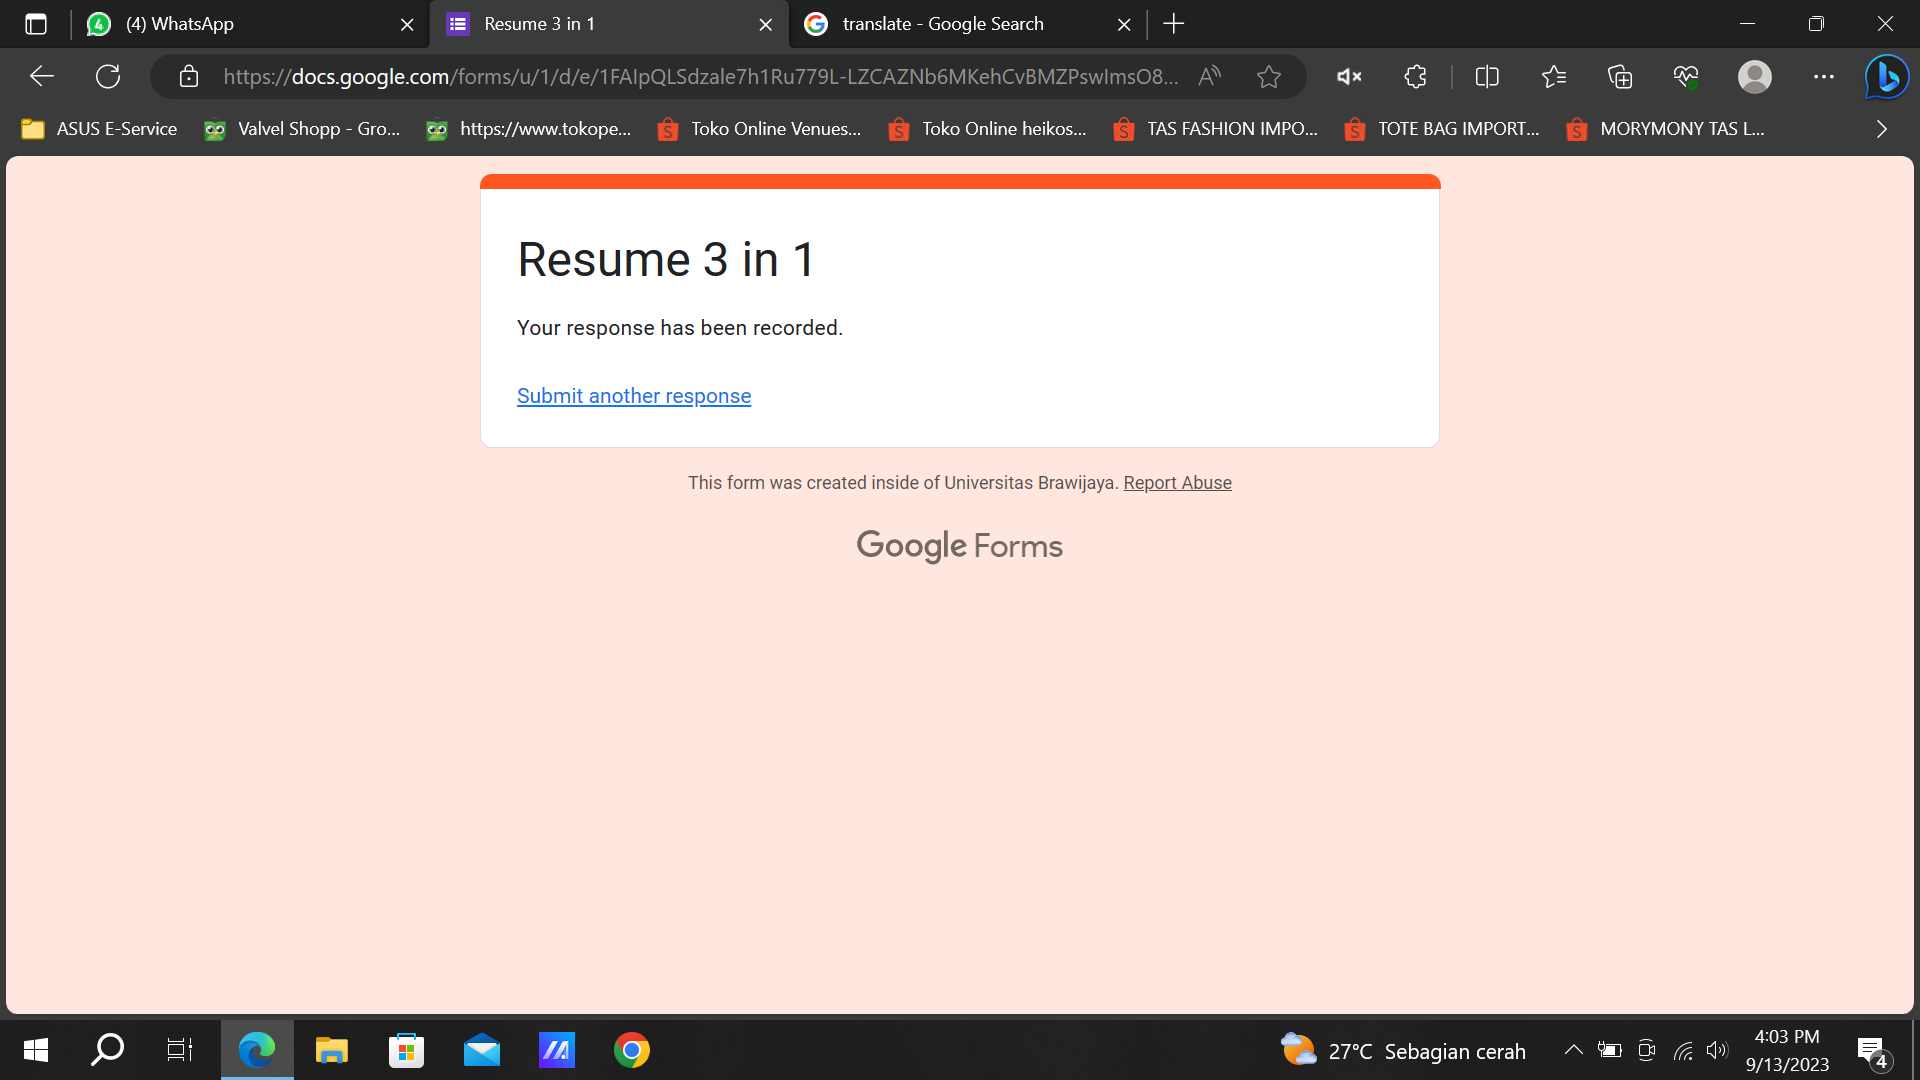 (4) WhatsApp
Resume 3 in 1
translate - Google Search
https://docs.google.com/forms/u/1/d/e/1FAIpQLSdzale7h1Ru779L-LZCAZNb6MKehCvBMZPswImsO8...
ASUS E-Service
Valvel Shopp - Gro...
https://www.tokope...
Toko Online Venues...
Toko Online heikos...
TAS FASHION IMPO...
TOTE BAG IMPORT...
MORYMONY TAS L...
Resume 3 in 1
Your response has been recorded.
Submit another response
This form was created inside of Universitas Brawijaya. Report Abuse
Google Forms
27°C Sebagian cerah
4:03 PM
9/13/2023
4